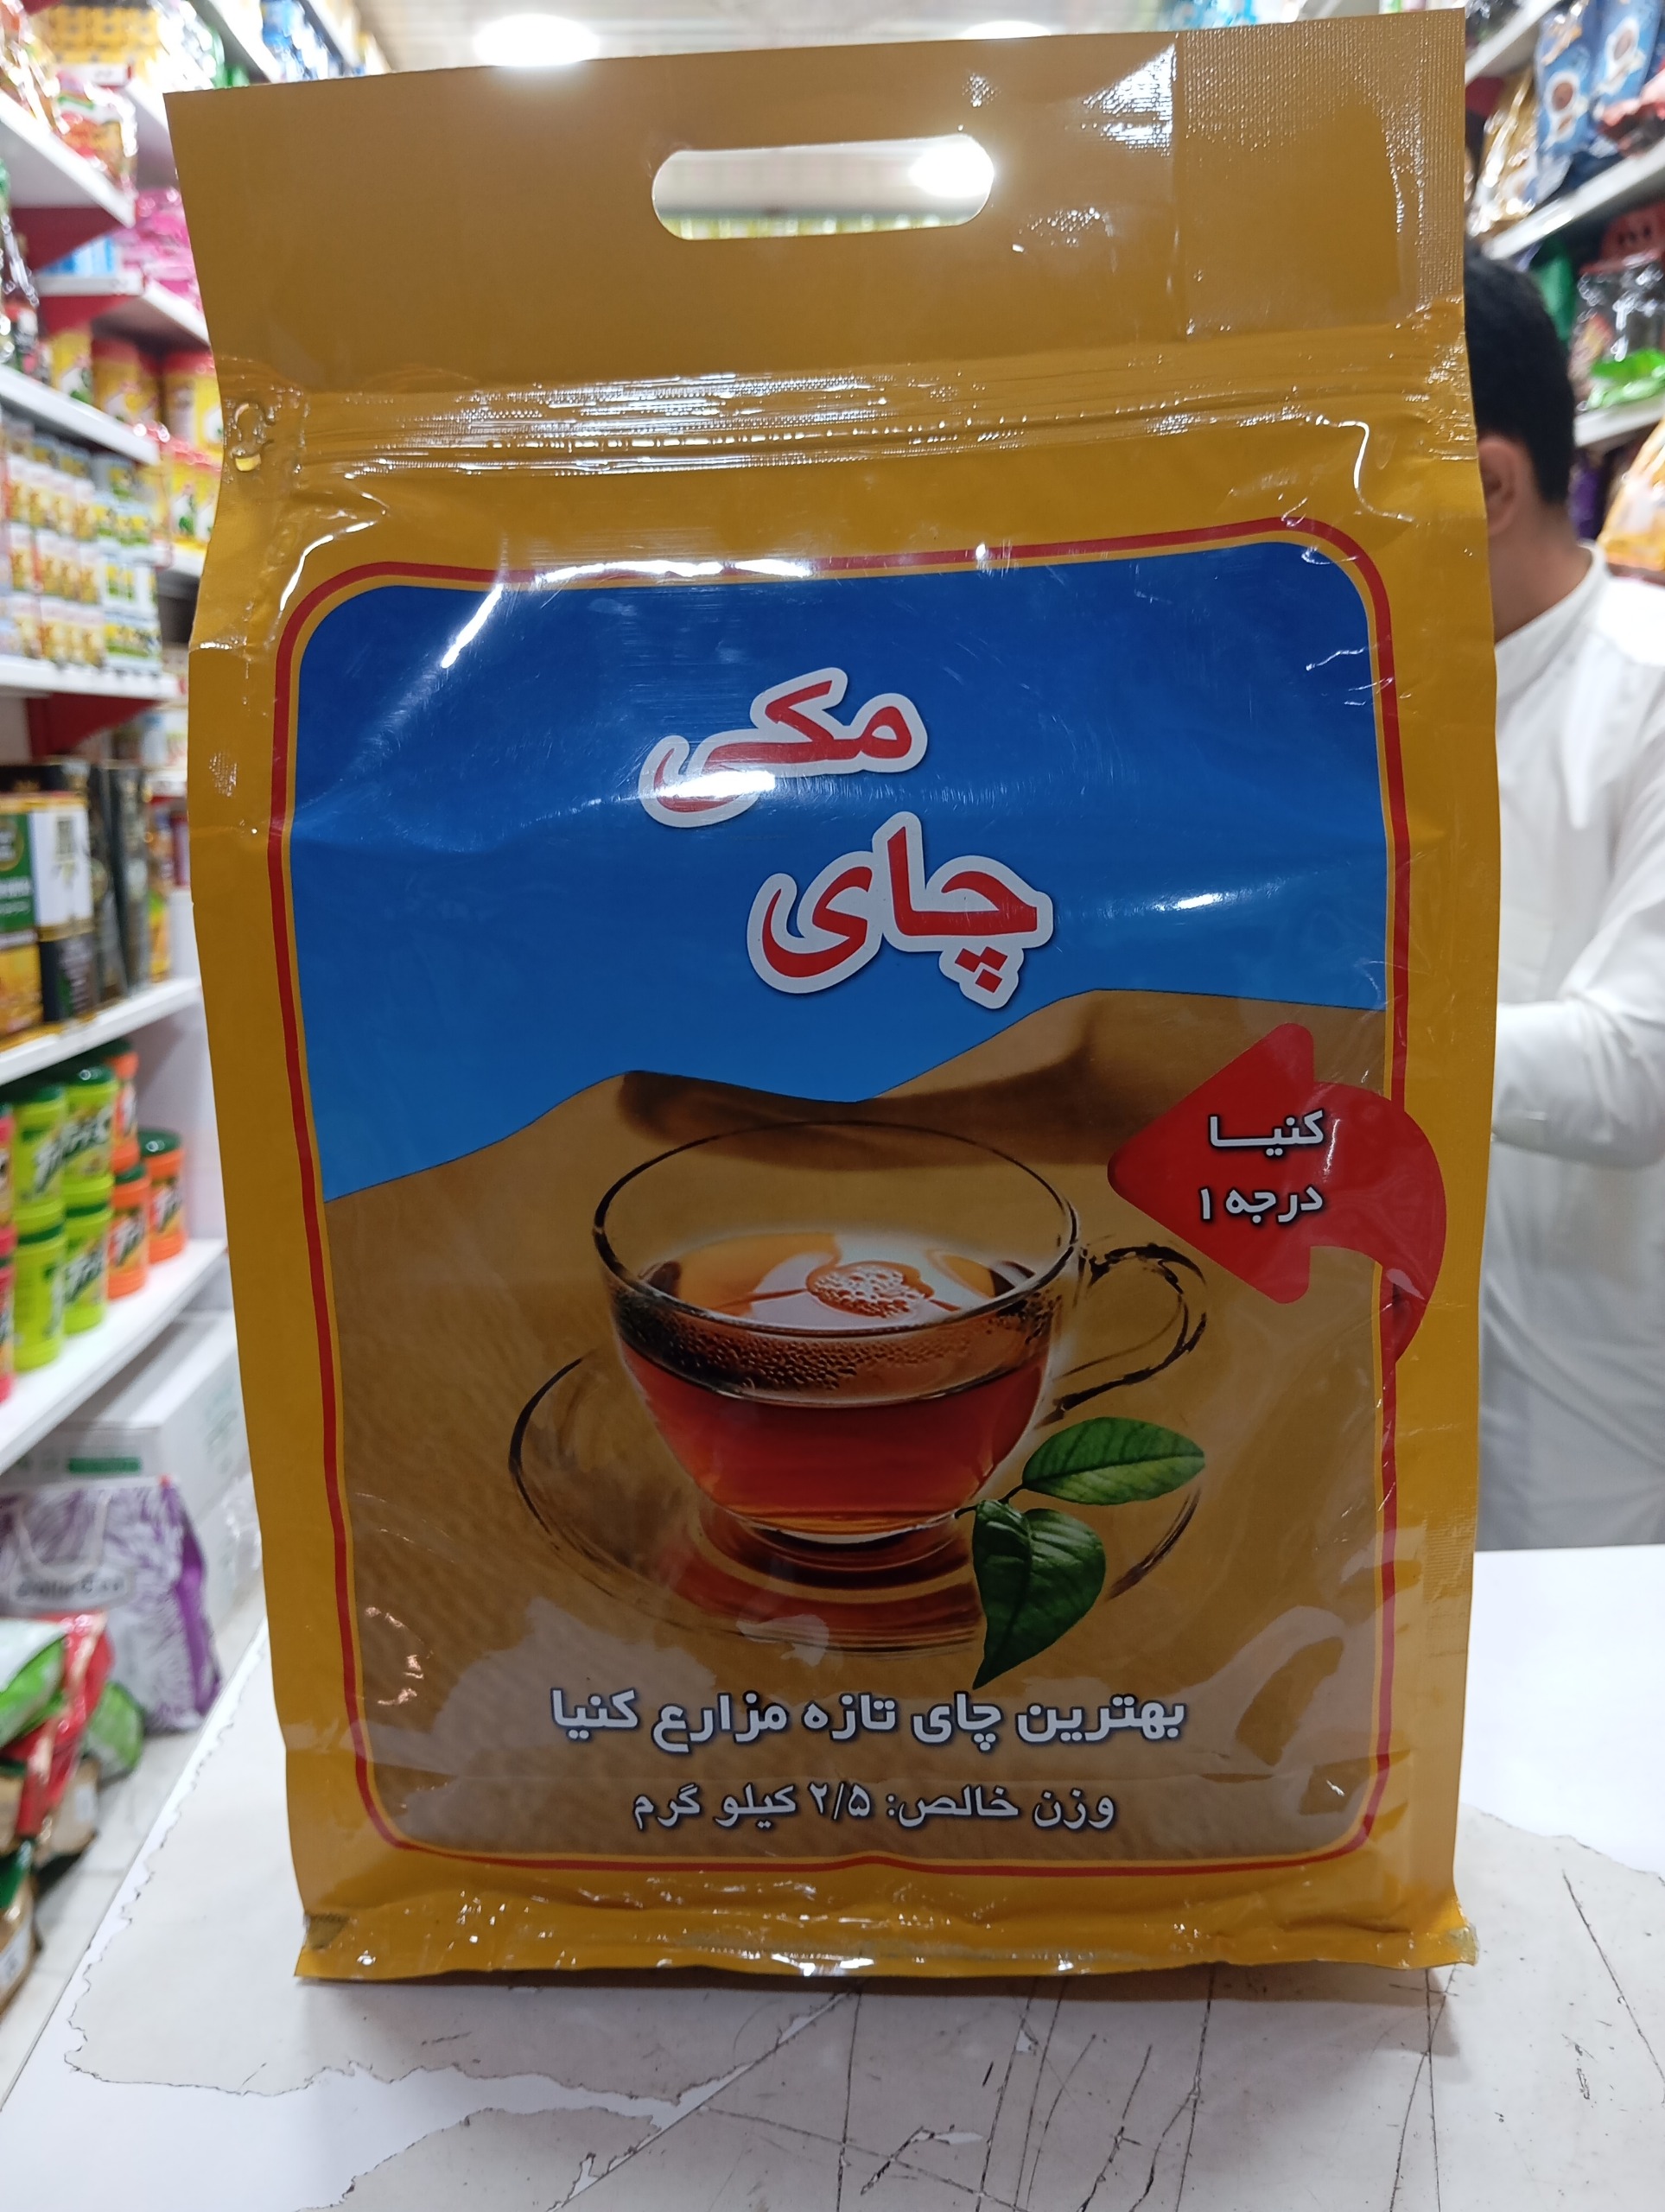 مکی
چای
کنیا
درجه ۱
بهترین چای تازه مزارع کنیا
وزن خالص: ۲/۵ کیلو گرم